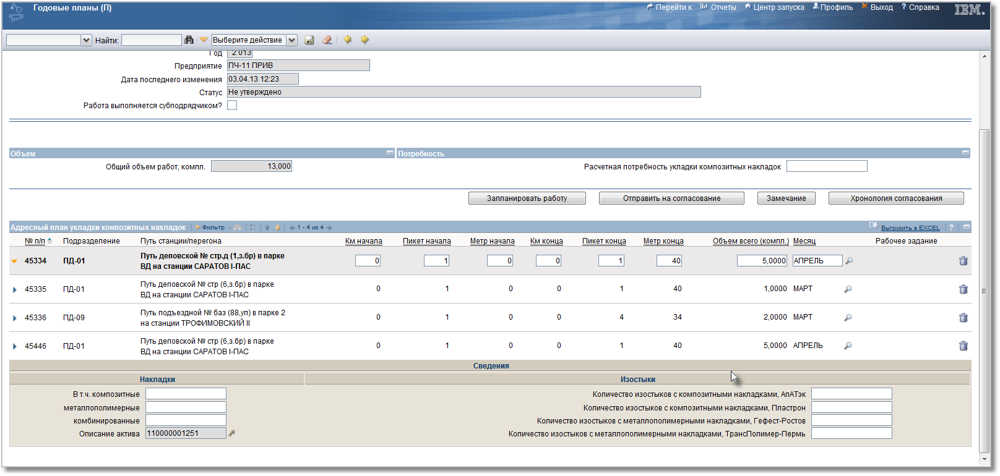 Годовые планы (П)
Перейти к Отчеты Центр запуска Профиль Выход ? Справка IBM.
Найти: Выберите действие
Год 2 013
Предприятие ПЧ-11 ПРИВ
Дата последнего изменения 03.04.13 12:23
Статус Не утверждено
Работа выполняется субподрядчиком?
Объем Потребность
Общий объем работ, компл. 13,000 Расчетная потребность укладки композитных накладок
Запланировать работу Отправить на согласование Замечание Хронология согласования
Адресный план укладки композитных накладок Фильтр 1 - 4 из 4 Выгрузить в EXCEL ?
№ п/п Подразделение Путь станции/перегона Км начала Пикет начала Метр начала Км конца Пикет конца Метр конца Объем всего (компл.) Месяц Рабочее задание
45334 ПД-01 Путь деповской № стр.д (1,з.бр) в парке 0 1 0 0 1 40 5,0000 АПРЕЛЬ
ВД на станции САРАТОВ I-ПАС
45335 ПД-01 Путь деповской № стр (6,з.бр) в парке 0 1 0 0 1 40 1,0000 МАРТ
ВД на станции САРАТОВ I-ПАС
45336 ПД-09 Путь подъездной № баз (88,уп) в парке 2 0 1 0 0 4 34 2,0000 МАРТ
на станции ТРОФИМОВСКИЙ II
45446 ПД-01 Путь деповской № стр (6,з.бр) в парке 0 1 0 0 1 40 5,0000 АПРЕЛЬ
ВД на станции САРАТОВ I-ПАС
Сведения
Накладки Изостыки
В т.ч. композитные Количество изостыков с композитными накладками, АпАТэк
металлополимерные Количество изостыков с композитными накладками, Пластрон
комбинированные Количество изостыков с металлополимерными накладками, Гефест-Ростов
Описание актива 110000001251 Количество изостыков с металлополимерными накладками, ТрансПолимер-Пермь